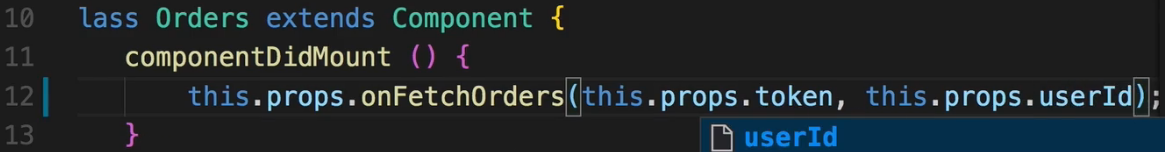 10 lass Orders extends Component {
11 componentDidMount () {
12 this.props.onFetchOrders(this.props.token, this.props.userId);
13 }
userId